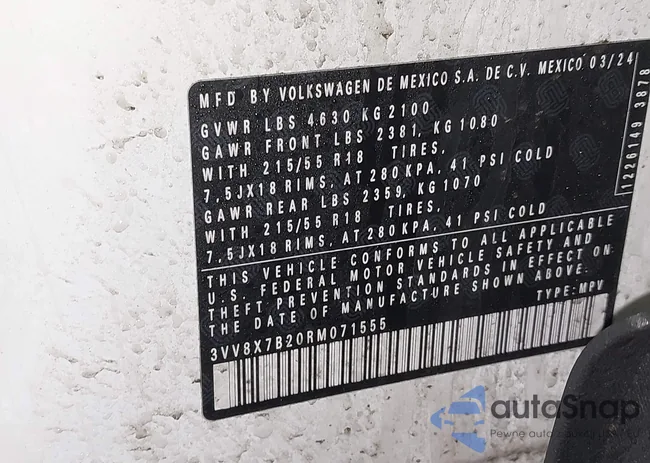 MFD BY VOLKSWAGEN DE MEXICO S.A. DE C.V. MEXICO 03/24
GVWR LBS 4630 KG 2100
GAWR FRONT LBS 2381, KG 1080
WITH 215/55 R18 TIRES,
7,5JX18 RIMS, AT 280 KPA, 41 PSI COLD
GAWR REAR LBS 2359, KG 1070
WITH 215/55 R18 TIRES,
7,5JX18 RIMS, AT 280 KPA, 41 PSI COLD
THIS VEHICLE CONFORMS TO ALL APPLICABLE
U.S. FEDERAL MOTOR VEHICLE SAFETY AND
THEFT PREVENTION STANDARDS IN EFFECT ON
THE DATE OF MANUFACTURE SHOWN ABOVE.
TYPE: MPV
3VV8X7B20RM071555
1226149 3878
autoSnap
Pewne auto z